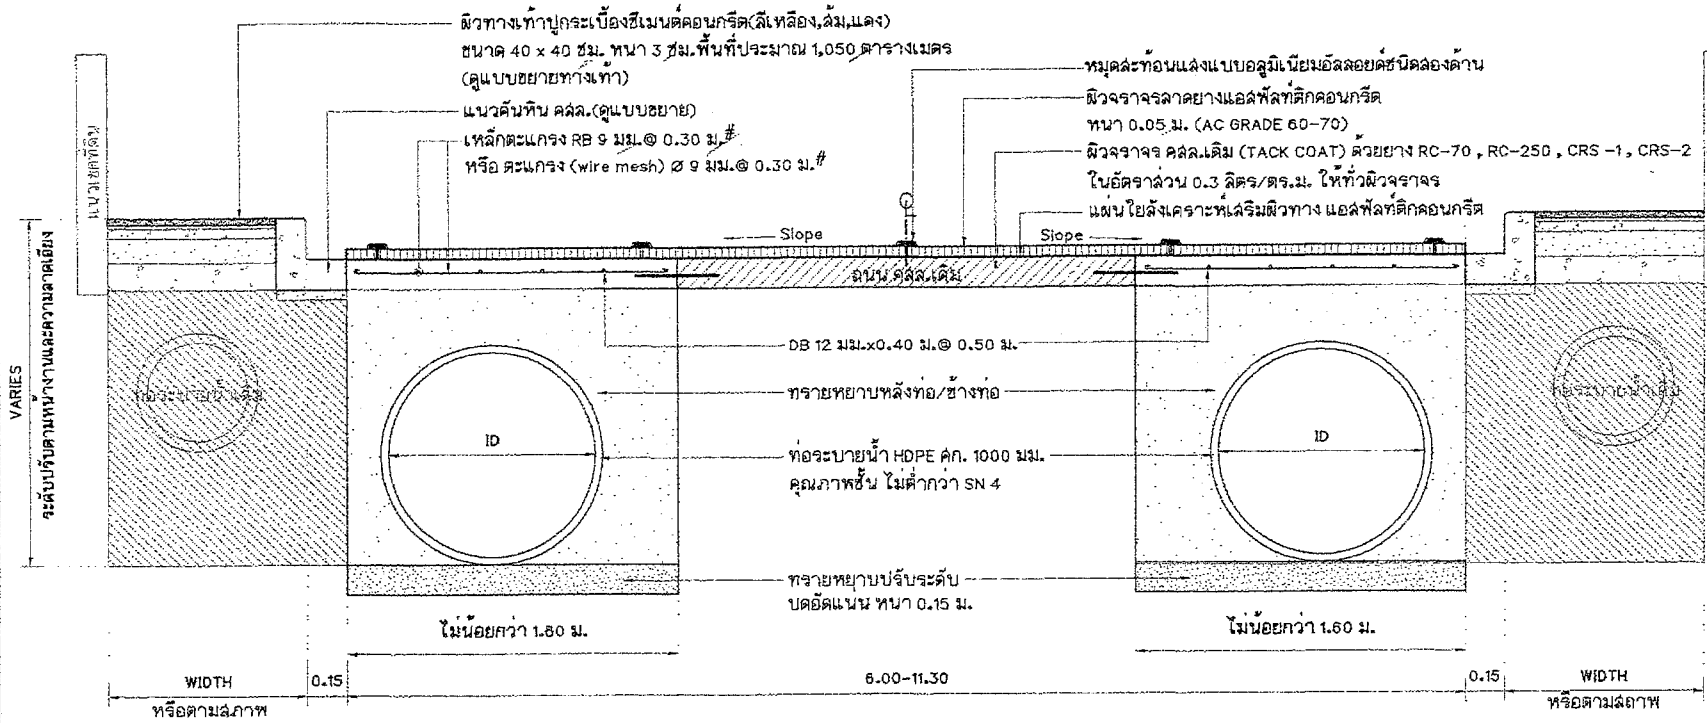 ผิวทางเท้าปูกระเบื้องซีเมนต์คอนกรีต(สีเหลือง,ส้ม,แดง)
ขนาด 40 x 40 ซม. หนา 3 ซม.พื้นที่ประมาณ 1,050 ตารางเมตร
(ดูแบบขยายทางเท้า)
แนวคันหิน คสล.(ดูแบบขยาย)
เหล็กตะแกรง RB 9 มม.@ 0.30 ม.#
หรือ ตะแกรง (wire mesh) Ø 9 มม.@ 0.30 ม.#
หมุดสะท้อนแสงแบบอลูมิเนียมอัลลอยด์ชนิดสองด้าน
ผิวจราจรลาดยางแอสฟัลท์ติกคอนกรีต
หนา 0.05 ม. (AC GRADE 60-70)
ผิวจราจร คสล.เดิม (TACK COAT) ด้วยยาง RC-70 , RC-250 , CRS -1, CRS-2
ในอัตราส่วน 0.3 ลิตร/ตร.ม. ให้ทั่วผิวจราจร
แผ่นใยสังเคราะห์เสริมผิวทาง แอสฟัลท์ติกคอนกรีต
แนวเขตที่ดิน
Slope
Slope
ถนน คสล.เดิม
VARIES
ระดับปรับตามหน้างานและความลาดเอียง
DB 12 มม.x0.40 ม.@ 0.50 ม.
ท่อระบายน้ำเดิม
ท่อระบายน้ำเดิม
ทรายหยาบหลังท่อ/ข้างท่อ
ID
ID
ท่อระบายน้ำ HDPE ศก. 1000 มม.
คุณภาพชั้น ไม่ต่ำกว่า SN 4
ทรายหยาบปรับระดับ
บดอัดแน่น หนา 0.15 ม.
ไม่น้อยกว่า 1.60 ม.
ไม่น้อยกว่า 1.60 ม.
WIDTH
0.15
6.00-11.30
0.15
WIDTH
หรือตามสภาพ
หรือตามสภาพ